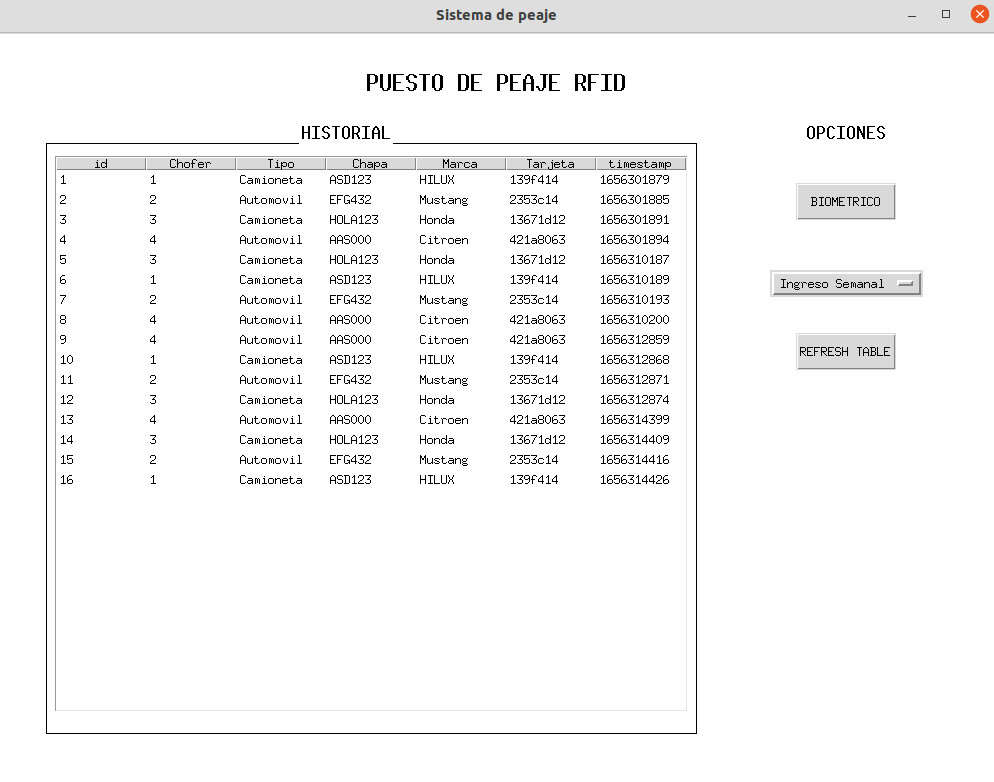 Sistema de peaje
PUESTO DE PEAJE RFID
HISTORIAL
OPCIONES
id Chofer Tipo Chapa Marca Tarjeta timestamp
1 1 Camioneta ASD123 HILUX 139f414 1656301879
2 2 Automovil EFG432 Mustang 2353c14 1656301885
3 3 Camioneta HOLA123 Honda 13671d12 1656301891
4 4 Automovil AAS000 Citroen 421a8063 1656301894
5 3 Camioneta HOLA123 Honda 13671d12 1656310187
6 1 Camioneta ASD123 HILUX 139f414 1656310189
7 2 Automovil EFG432 Mustang 2353c14 1656310193
8 4 Automovil AAS000 Citroen 421a8063 1656310200
9 4 Automovil AAS000 Citroen 421a8063 1656312859
10 1 Camioneta ASD123 HILUX 139f414 1656312868
11 2 Automovil EFG432 Mustang 2353c14 1656312871
12 3 Camioneta HOLA123 Honda 13671d12 1656312874
13 4 Automovil AAS000 Citroen 421a8063 1656314399
14 3 Camioneta HOLA123 Honda 13671d12 1656314409
15 2 Automovil EFG432 Mustang 2353c14 1656314416
16 1 Camioneta ASD123 HILUX 139f414 1656314426
BIOMETRICO
Ingreso Semanal
REFRESH TABLE